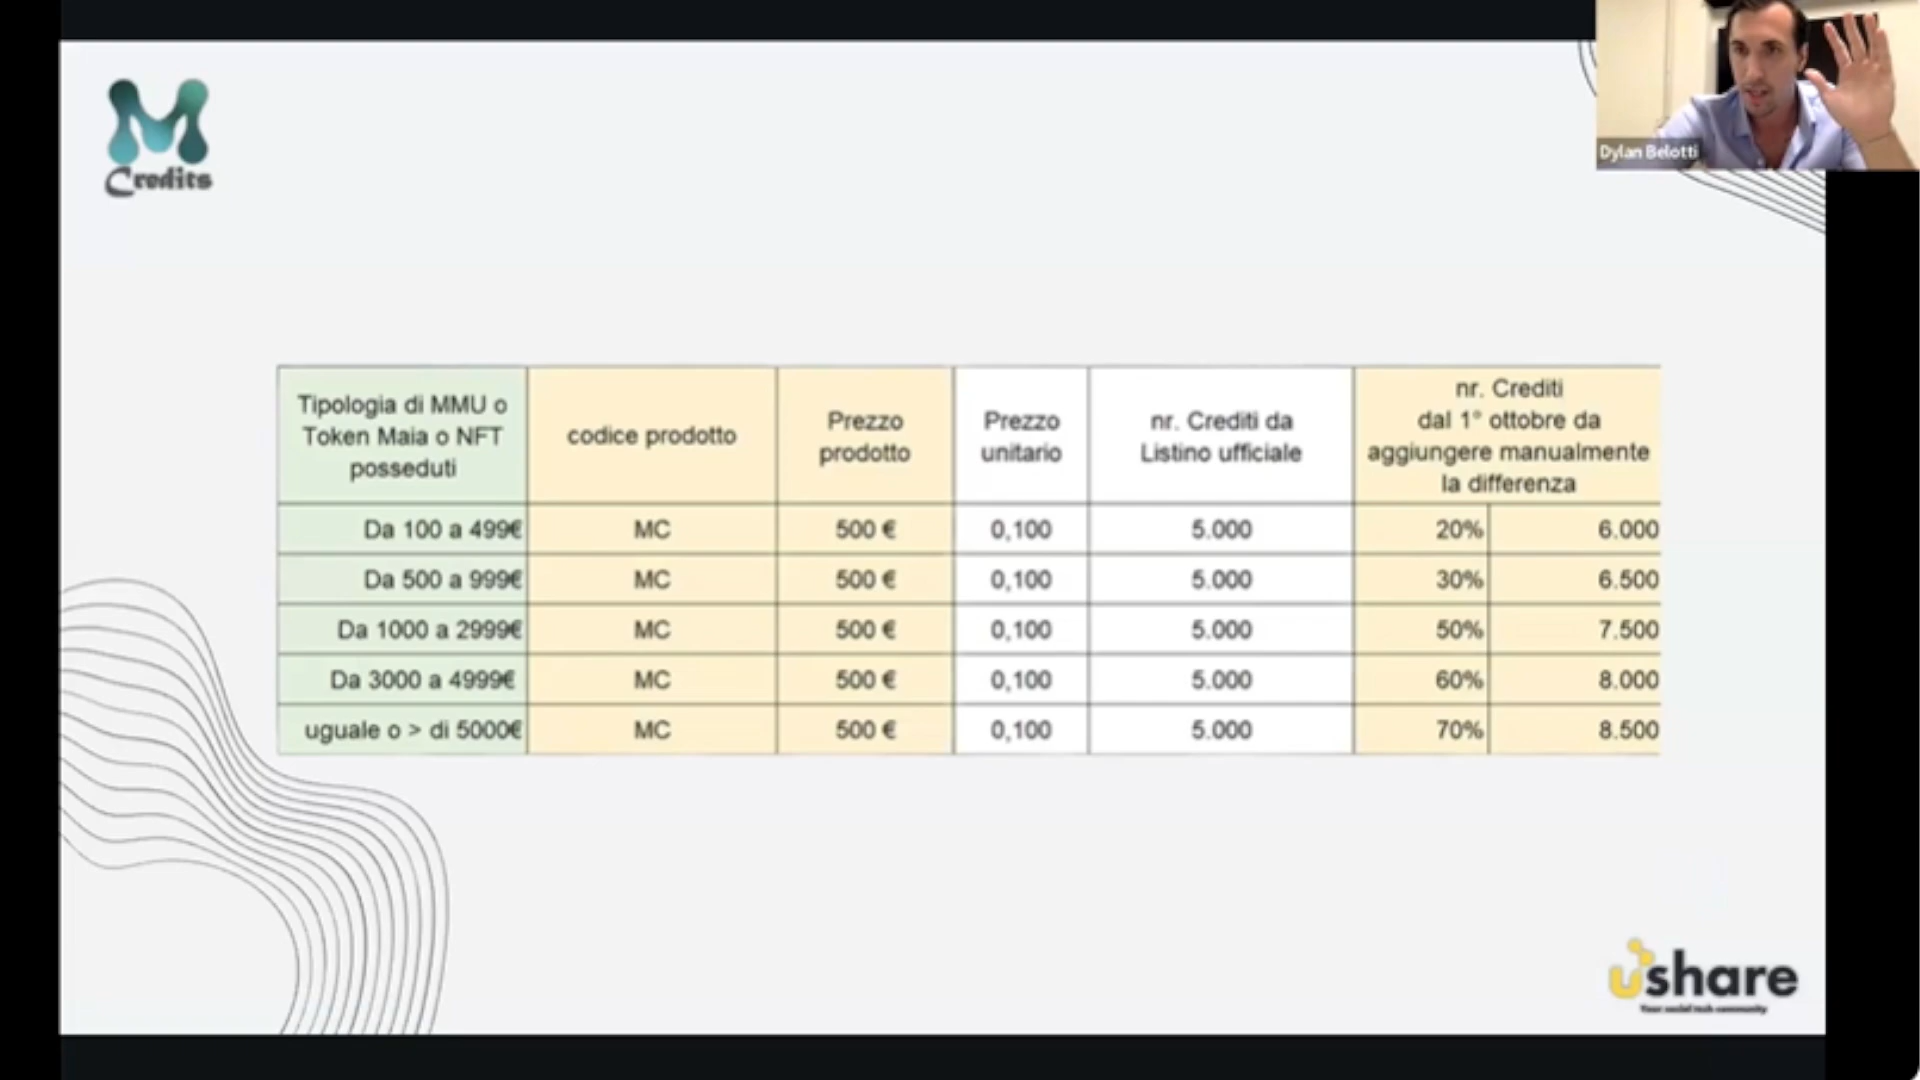 Dylan Belotti
M
Credits
Tipologia di MMU o
Token Maia o NFT
posseduti
codice prodotto
Prezzo
prodotto
Prezzo
unitario
nr. Crediti da
Listino ufficiale
nr. Crediti
dal 1° ottobre da
aggiungere manualmente
la differenza
Da 100 a 499€ MC 500 € 0,100 5.000 20% 6.000
Da 500 a 999€ MC 500 € 0,100 5.000 30% 6.500
Da 1000 a 2999€ MC 500 € 0,100 5.000 50% 7.500
Da 3000 a 4999€ MC 500 € 0,100 5.000 60% 8.000
uguale o > di 5000€ MC 500 € 0,100 5.000 70% 8.500
ushare
Your social tech community